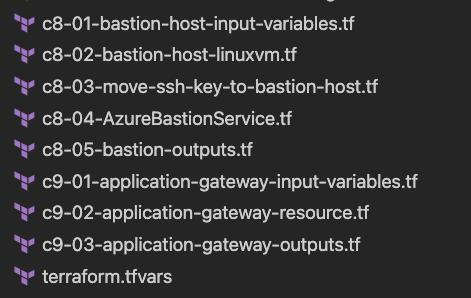 c8-01-bastion-host-input-variables.tf
c8-02-bastion-host-linuxvm.tf
c8-03-move-ssh-key-to-bastion-host.tf
c8-04-AzureBastionService.tf
c8-05-bastion-outputs.tf
c9-01-application-gateway-input-variables.tf
c9-02-application-gateway-resource.tf
c9-03-application-gateway-outputs.tf
terraform.tfvars